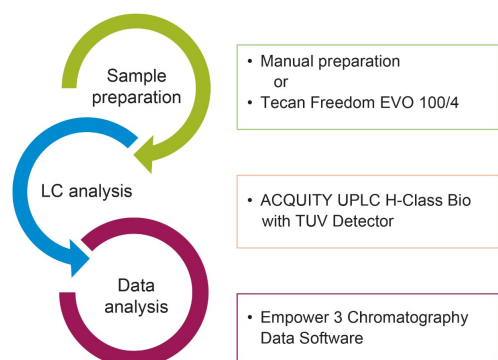 Sample
preparation
• Manual preparation
or
• Tecan Freedom EVO 100/4
LC analysis
• ACQUITY UPLC H-Class Bio
with TUV Detector
Data
analysis
• Empower 3 Chromatography
Data Software